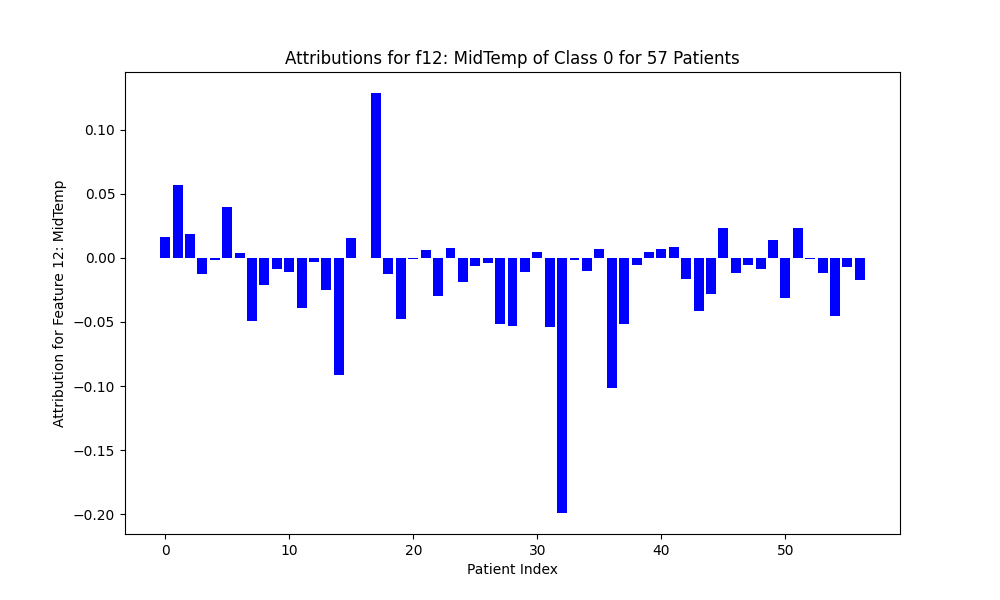 Attributions for f12: MidTemp of Class 0 for 57 Patients
Attribution for Feature 12: MidTemp
0.10
0.05
0.00
−0.05
−0.10
−0.15
−0.20
0 10 20 30 40 50
Patient Index